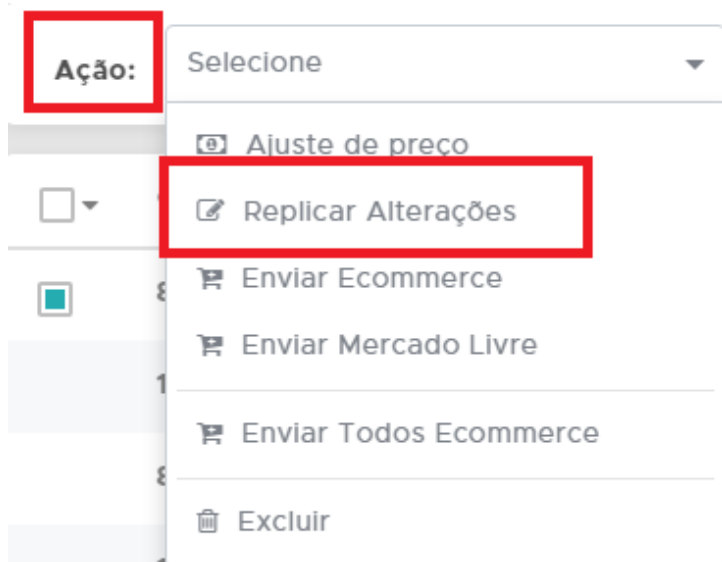 Ação:
Selecione
Ajuste de preço
Replicar Alterações
Enviar Ecommerce
Enviar Mercado Livre
Enviar Todos Ecommerce
Excluir